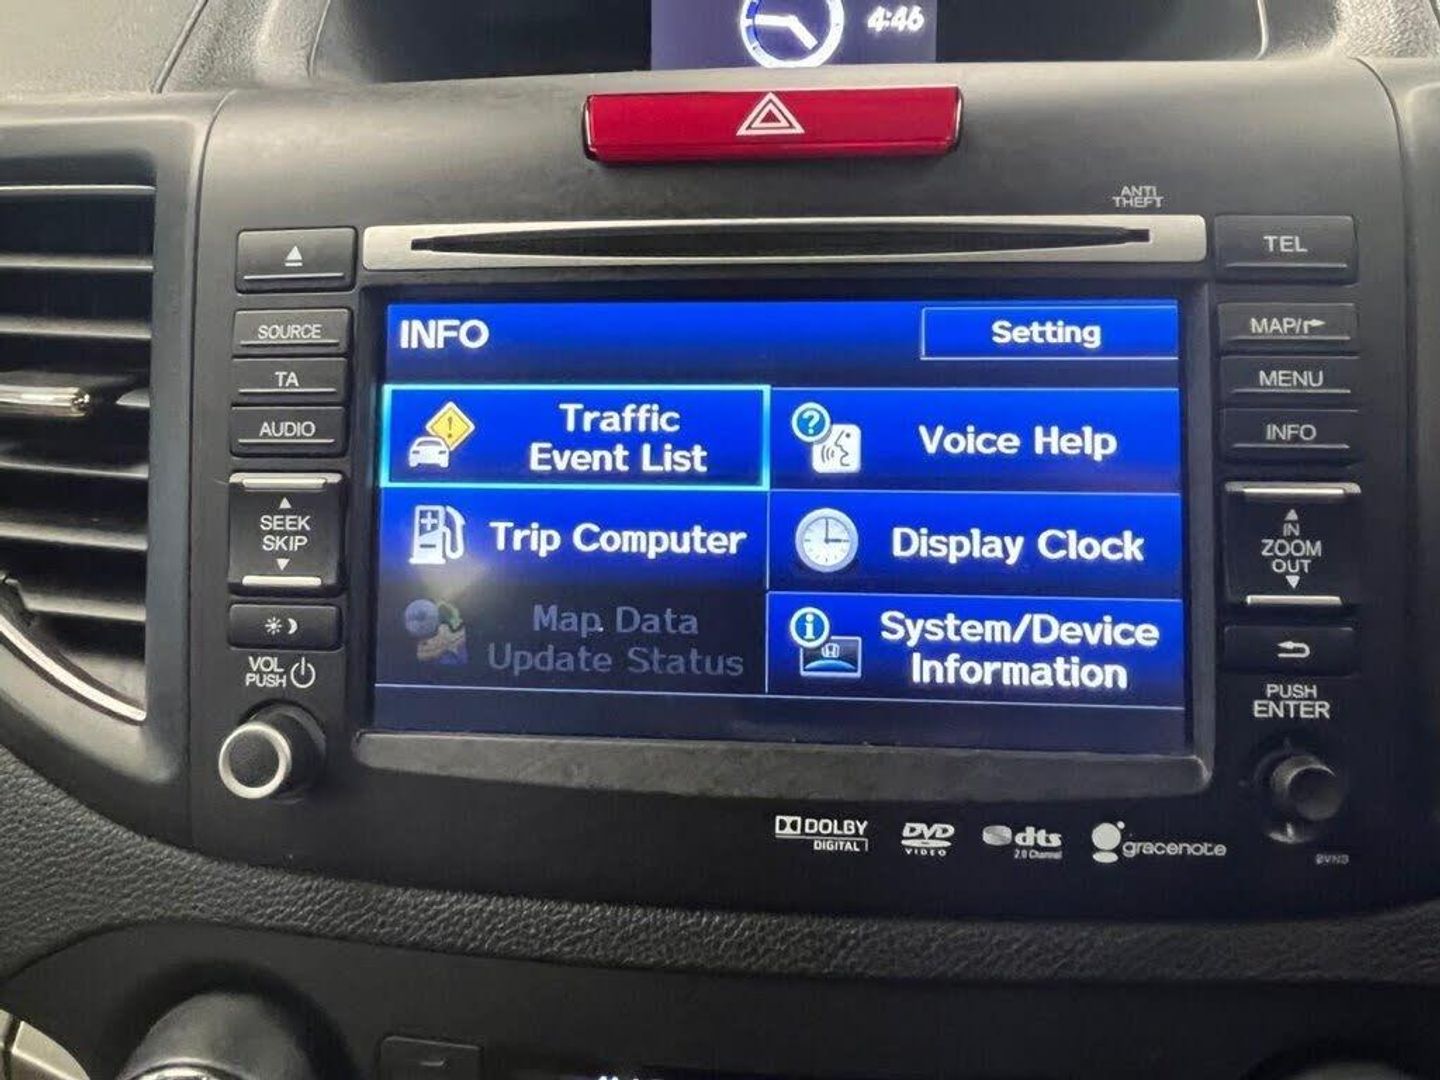 4:46
ANTI
THEFT
TEL
SOURCE
TA
AUDIO
SEEK
SKIP
VOL
PUSH
INFO
Setting
Traffic
Event List
Voice Help
Trip Computer
Display Clock
Map Data
Update Status
System/Device
Information
MAP/
MENU
INFO
IN
ZOOM
OUT
PUSH
ENTER
DOLBY
DIGITAL
DVD
VIDEO
dts
2.0 Channel
gracenote